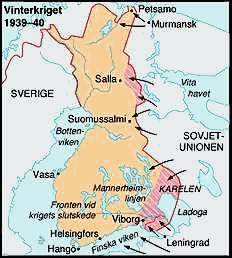 Vinterkriget
1939–40
Petsamo
Murmansk
Salla
SVERIGE
Vita
havet
Suomussalmi
Botten-
viken
SOVJET-
UNIONEN
Vasa
Mannerheim-
linjen
KARELEN
Fronten vid
krigets slutskede
Viborg
Ladoga
Helsingfors
Hangö
Finska viken
Leningrad